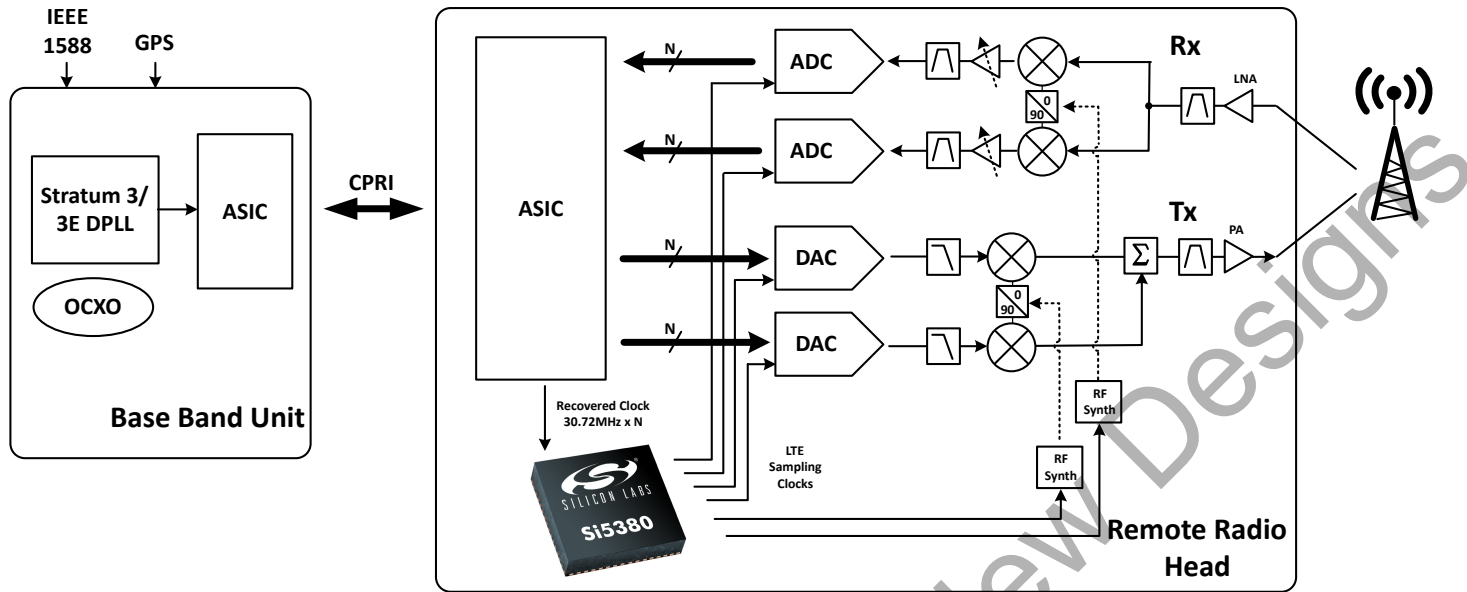 IEEE
1588
GPS
Stratum 3/
3E DPLL
ASIC
OCXO
Base Band Unit
CPRI
ASIC
N
ADC
N
ADC
N
DAC
N
DAC
0
90
0
90
Rx
LNA
Tx
PA
Σ
Recovered Clock
30.72MHz x N
SILICON LABS
®
Si5380
LTE
Sampling
Clocks
RF
Synth
RF
Synth
Remote Radio
Head
ew Designs